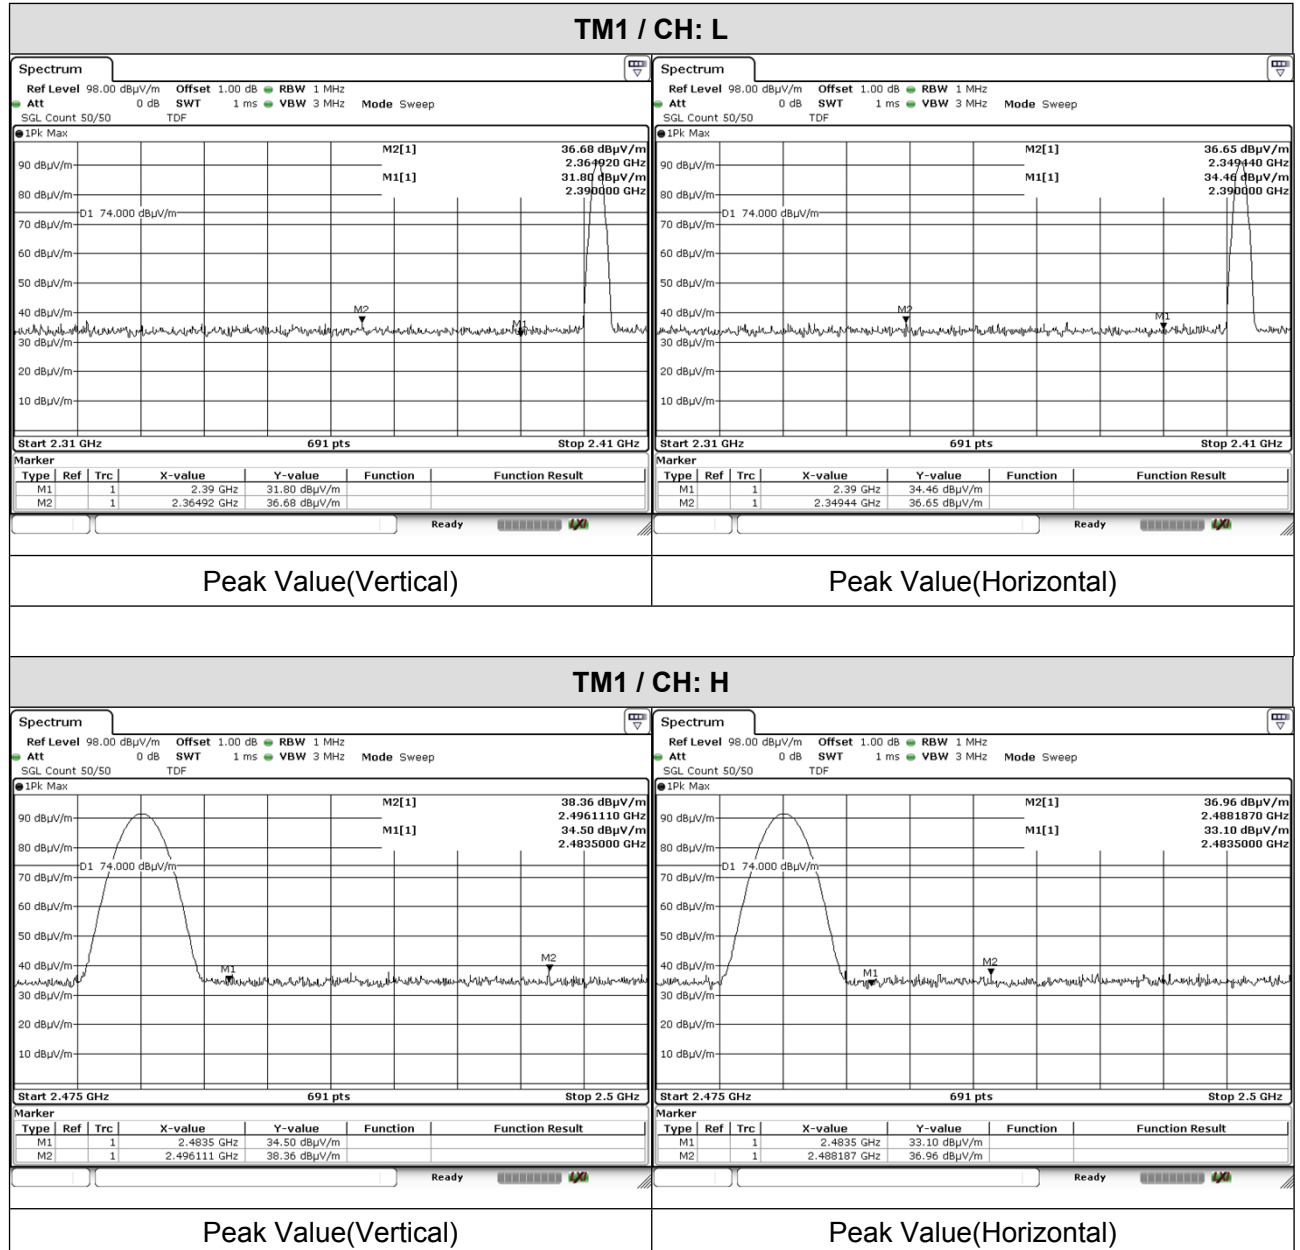 TM1 / CH: L
Spectrum
Ref Level 98.00 dBµV/m Offset 1.00 dB RBW 1 MHz
Att 0 dB SWT 1 ms VBW 3 MHz Mode Sweep
SGL Count 50/50 TDF
1Pk Max
M2[1] 36.68 dBµV/m
2.364920 GHz
M1[1] 31.80 dBµV/m
2.390000 GHz
90 dBµV/m
80 dBµV/m
D1 74.000 dBµV/m
70 dBµV/m
60 dBµV/m
50 dBµV/m
40 dBµV/m
M2
M1
30 dBµV/m
20 dBµV/m
10 dBµV/m
Start 2.31 GHz 691 pts Stop 2.41 GHz
Marker
Type Ref Trc X-value Y-value Function Function Result
M1 1 2.39 GHz 31.80 dBµV/m
M2 1 2.36492 GHz 36.68 dBµV/m
Ready LXI
Peak Value(Vertical)
Spectrum
Ref Level 98.00 dBµV/m Offset 1.00 dB RBW 1 MHz
Att 0 dB SWT 1 ms VBW 3 MHz Mode Sweep
SGL Count 50/50 TDF
1Pk Max
M2[1] 36.65 dBµV/m
2.349440 GHz
M1[1] 34.46 dBµV/m
2.390000 GHz
90 dBµV/m
80 dBµV/m
D1 74.000 dBµV/m
70 dBµV/m
60 dBµV/m
50 dBµV/m
40 dBµV/m
M2
M1
30 dBµV/m
20 dBµV/m
10 dBµV/m
Start 2.31 GHz 691 pts Stop 2.41 GHz
Marker
Type Ref Trc X-value Y-value Function Function Result
M1 1 2.39 GHz 34.46 dBµV/m
M2 1 2.34944 GHz 36.65 dBµV/m
Ready LXI
Peak Value(Horizontal)
TM1 / CH: H
Spectrum
Ref Level 98.00 dBµV/m Offset 1.00 dB RBW 1 MHz
Att 0 dB SWT 1 ms VBW 3 MHz Mode Sweep
SGL Count 50/50 TDF
1Pk Max
M2[1] 38.36 dBµV/m
2.4961110 GHz
M1[1] 34.50 dBµV/m
2.4835000 GHz
90 dBµV/m
80 dBµV/m
D1 74.000 dBµV/m
70 dBµV/m
60 dBµV/m
50 dBµV/m
40 dBµV/m
M1
M2
30 dBµV/m
20 dBµV/m
10 dBµV/m
Start 2.475 GHz 691 pts Stop 2.5 GHz
Marker
Type Ref Trc X-value Y-value Function Function Result
M1 1 2.4835 GHz 34.50 dBµV/m
M2 1 2.496111 GHz 38.36 dBµV/m
Ready LXI
Peak Value(Vertical)
Spectrum
Ref Level 98.00 dBµV/m Offset 1.00 dB RBW 1 MHz
Att 0 dB SWT 1 ms VBW 3 MHz Mode Sweep
SGL Count 50/50 TDF
1Pk Max
M2[1] 36.96 dBµV/m
2.4881870 GHz
M1[1] 33.10 dBµV/m
2.4835000 GHz
90 dBµV/m
80 dBµV/m
D1 74.000 dBµV/m
70 dBµV/m
60 dBµV/m
50 dBµV/m
40 dBµV/m
M1
M2
30 dBµV/m
20 dBµV/m
10 dBµV/m
Start 2.475 GHz 691 pts Stop 2.5 GHz
Marker
Type Ref Trc X-value Y-value Function Function Result
M1 1 2.4835 GHz 33.10 dBµV/m
M2 1 2.488187 GHz 36.96 dBµV/m
Ready LXI
Peak Value(Horizontal)